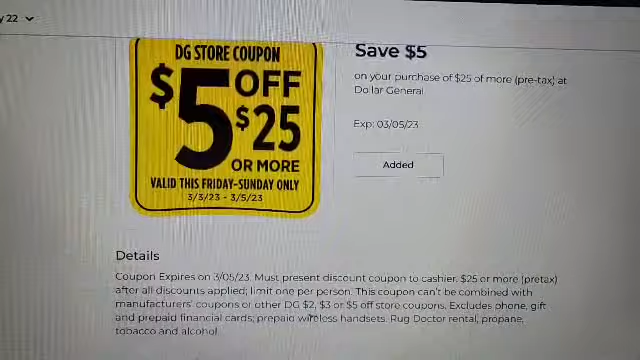 y 22
DG STORE COUPON
$5 OFF
$25
OR MORE
VALID THIS FRIDAY-SUNDAY ONLY
3/3/23 - 3/5/23
Save $5
on your purchase of $25 of more (pre-tax) at
Dollar General
Exp: 03/05/23
Added
Details
Coupon Expires on 3/05/23. Must present discount coupon to cashier. $25 or more (pretax)
after all discounts applied; limit one per person. This coupon can't be combined with
manufacturers' coupons or other DG $2, $3 or $5 off store coupons. Excludes phone, gift
and prepaid financial cards; prepaid wireless handsets. Rug Doctor rental, propane,
tobacco and alcohol.